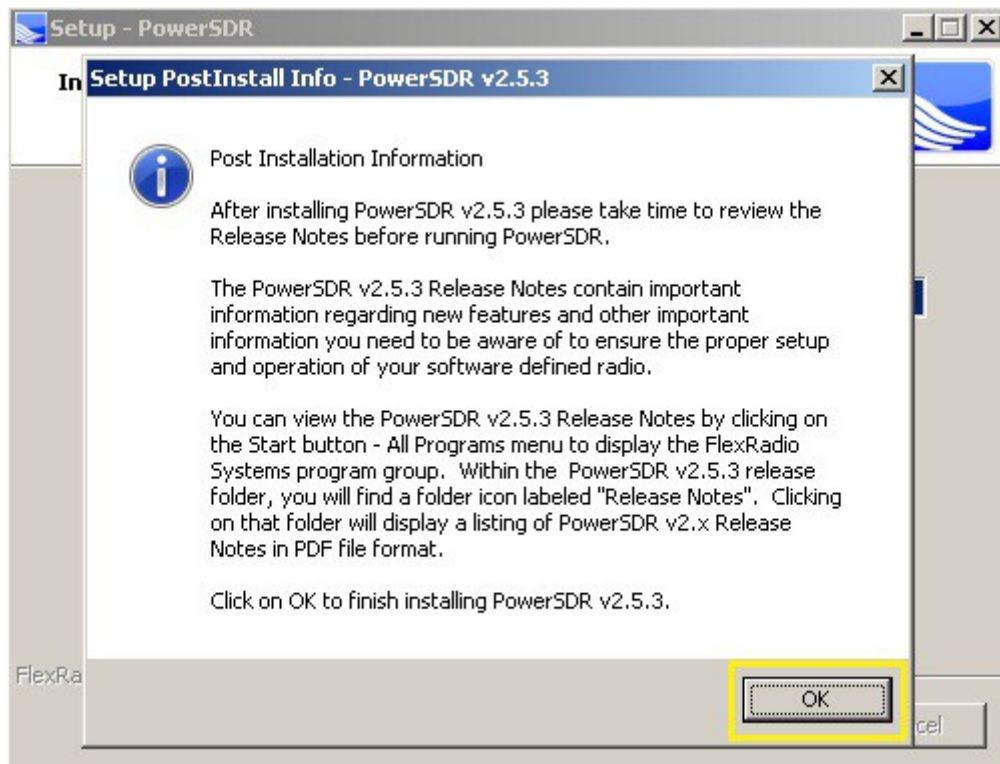 Setup - PowerSDR
In
Setup PostInstall Info - PowerSDR v2.5.3
Post Installation Information
After installing PowerSDR v2.5.3 please take time to review the
Release Notes before running PowerSDR.
The PowerSDR v2.5.3 Release Notes contain important
information regarding new features and other important
information you need to be aware of to ensure the proper setup
and operation of your software defined radio.
You can view the PowerSDR v2.5.3 Release Notes by clicking on
the Start button - All Programs menu to display the FlexRadio
Systems program group.  Within the  PowerSDR v2.5.3 release
folder, you will find a folder icon labeled "Release Notes".  Clicking
on that folder will display a listing of PowerSDR v2.x Release
Notes in PDF file format.
Click on OK to finish installing PowerSDR v2.5.3.
FlexRa
OK
cel